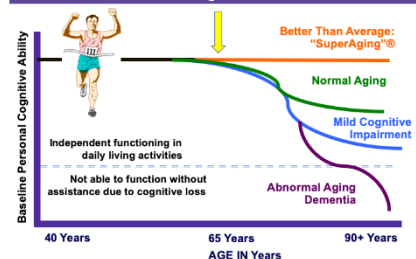 Better Than Average:
“SuperAging”®
Normal Aging
Mild Cognitive
Impairment
Independent functioning in
daily living activities
Not able to function without
assistance due to cognitive loss
Abnormal Aging
Dementia
Baseline Personal Cognitive Ability
40 Years
65 Years
90+ Years
AGE IN Years